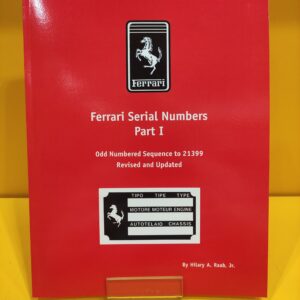 Ferrari
Ferrari Serial Numbers
Part I
Odd Numbered Sequence to 21399
Revised and Updated
TIPO TIPE TYPE
MOTORE MOTEUR ENGINE
AUTOTELAIO CHASSIS
By Hilary A. Raab, Jr.